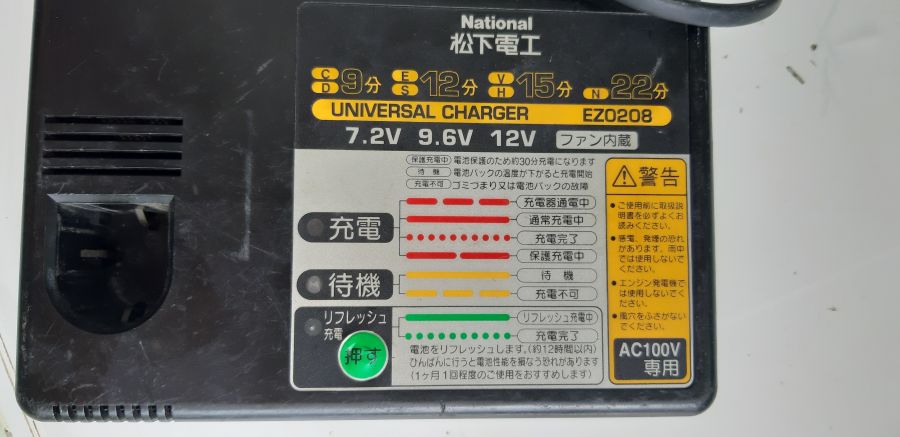 National
松下電工
C D 9分 E S 12分 V H 15分 N 22分
UNIVERSAL CHARGER EZ0208
7.2V 9.6V 12V ファン内蔵
保護充電中 電池保護のため約30分充電になります
待機 電池パックの温度が下がると充電開始
充電不可 ゴミつまり又は電池パックの故障
充電
充電器通電中
通常充電中
充電完了
保護充電中
待機
待機
充電不可
リフレッシュ
充電
押す
リフレッシュ充電中
充電完了
電池をリフレッシュします。(約12時間以内)
ひんぱんに行うと電池性能を損なう恐れがあります
(1ヶ月1回程度のご使用をおすすめします)
警告
●ご使用前に取扱説
明書を必ずよくお
読みください。
●感電、発煙の恐れ
があります。雨中
では使用しないで
ください。
●エンジン発電機で
は使用しないでく
ださい。
●風穴をふさがない
でください。
AC100V
専用